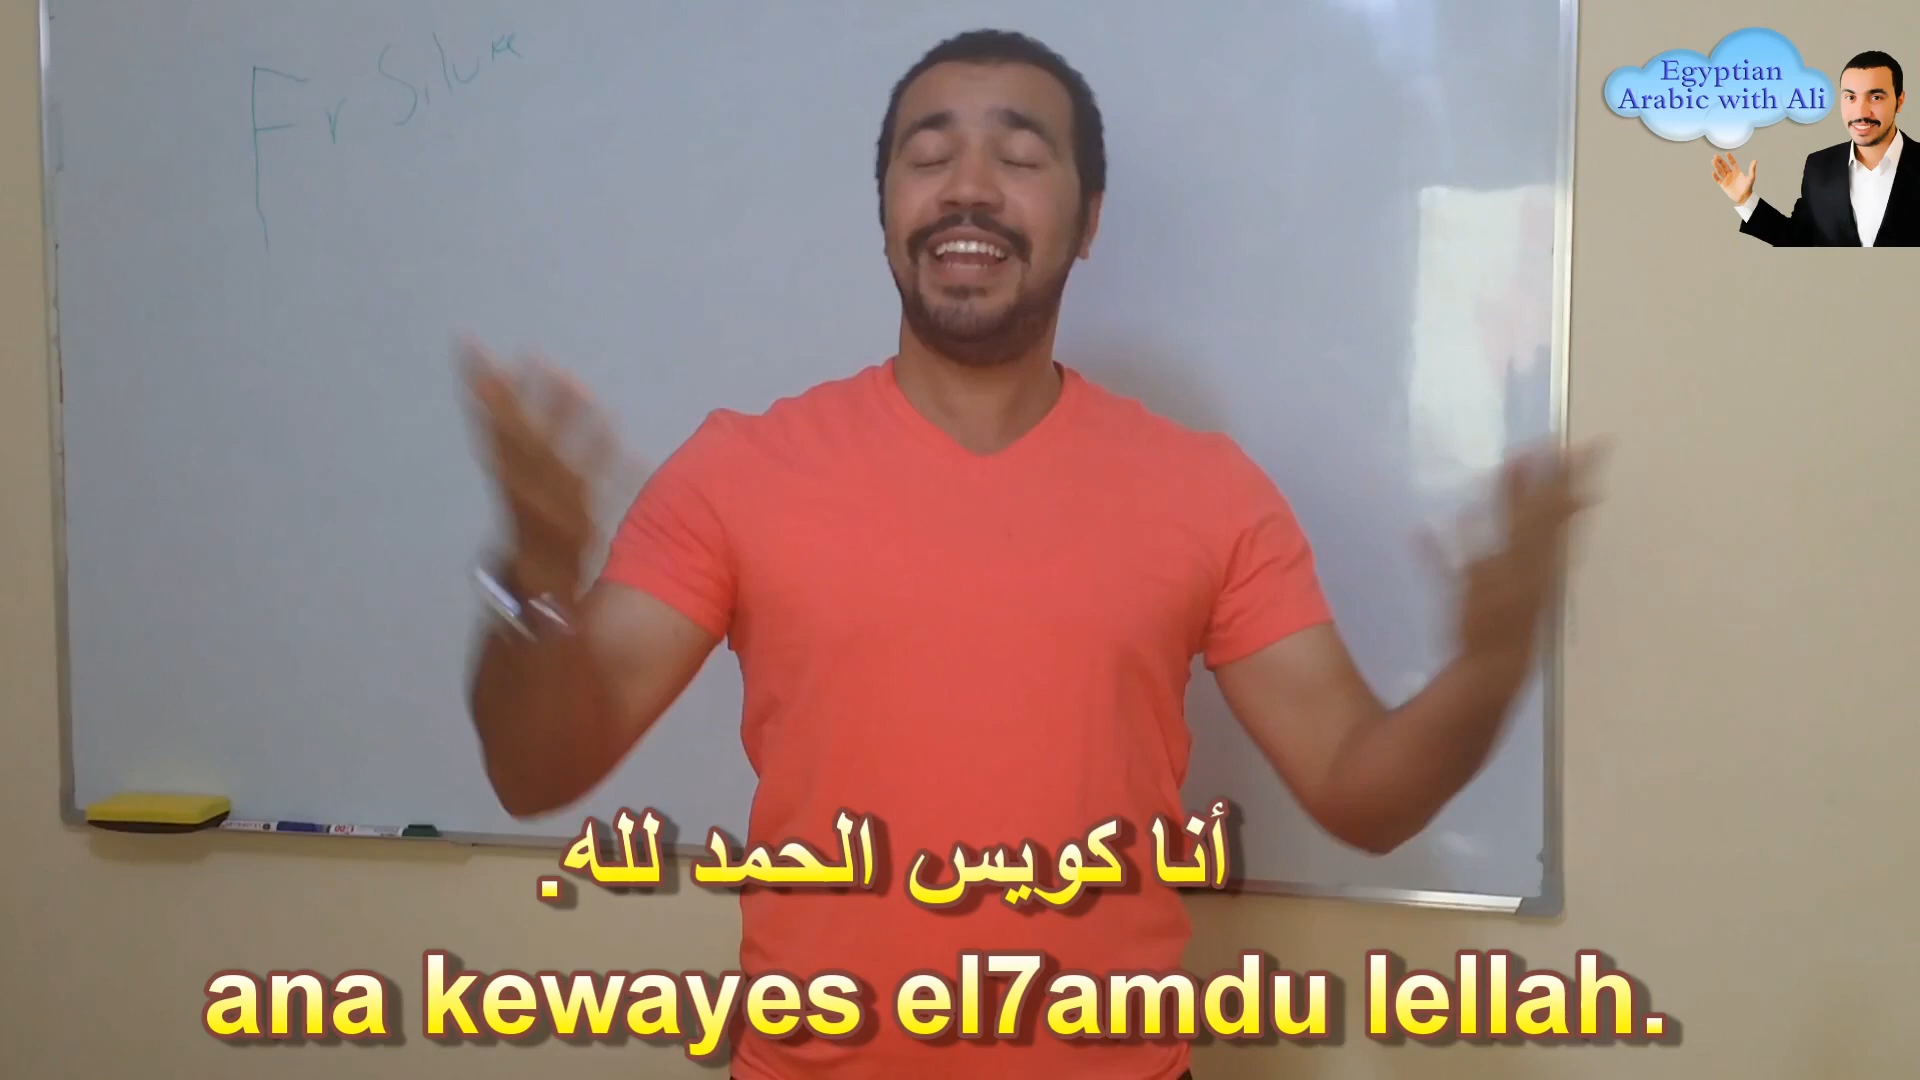 Egyptian
Arabic with Ali
أنا كويس الحمد لله.
ana kewayes el7amdu lellah.